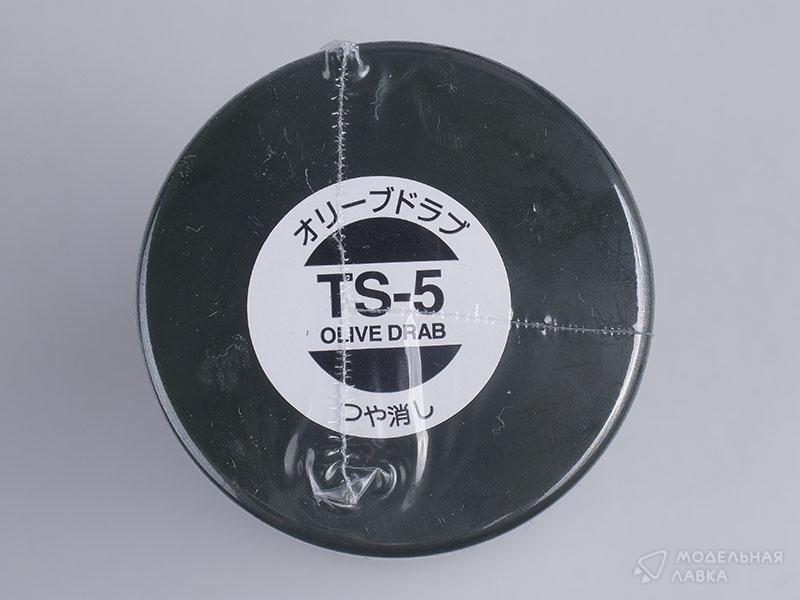 オリーブドラブ
TS-5
OLIVE DRAB
つや消し
МОДЕЛЬНАЯ
ЛАВКА